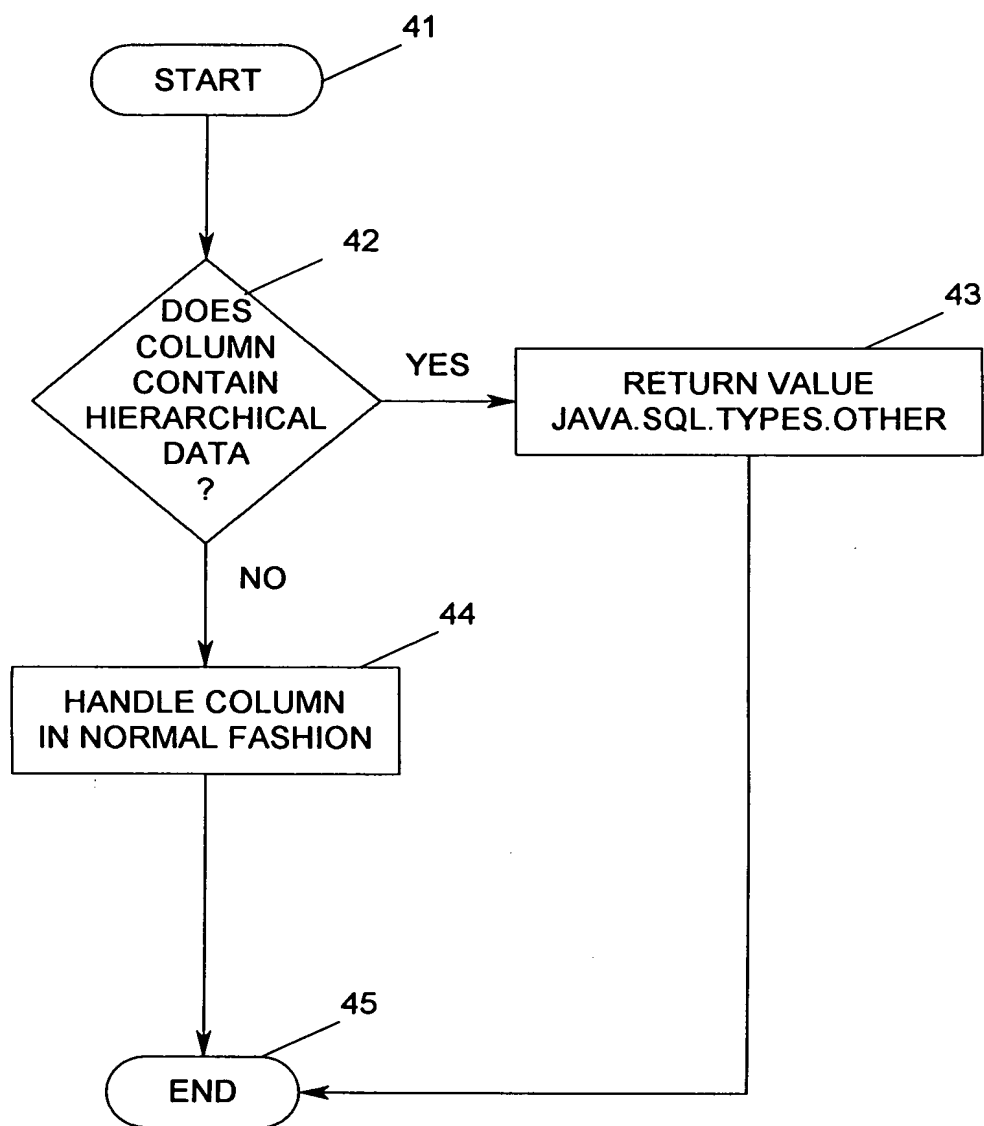 41
START
42
DOES
COLUMN
CONTAIN
HIERARCHICAL
DATA
?
YES
43
RETURN VALUE
JAVA.SQL.TYPES.OTHER
NO
44
HANDLE COLUMN
IN NORMAL FASHION
45
END